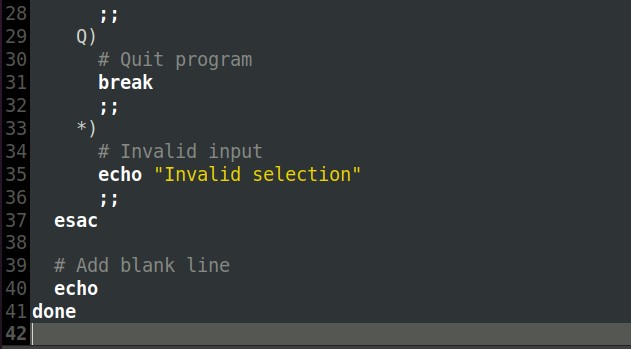 28       ;;
29     Q)
30       # Quit program
31       break
32       ;;
33     *)
34       # Invalid input
35       echo "Invalid selection"
36       ;;
37   esac
38
39   # Add blank line
40   echo
41 done
42